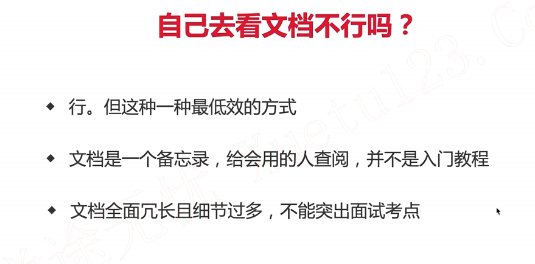 自己去看文档不行吗？
行。但这种一种最低效的方式
文档是一个备忘录，给会用的人查阅，并不是入门教程
文档全面冗长且细节过多，不能突出面试考点